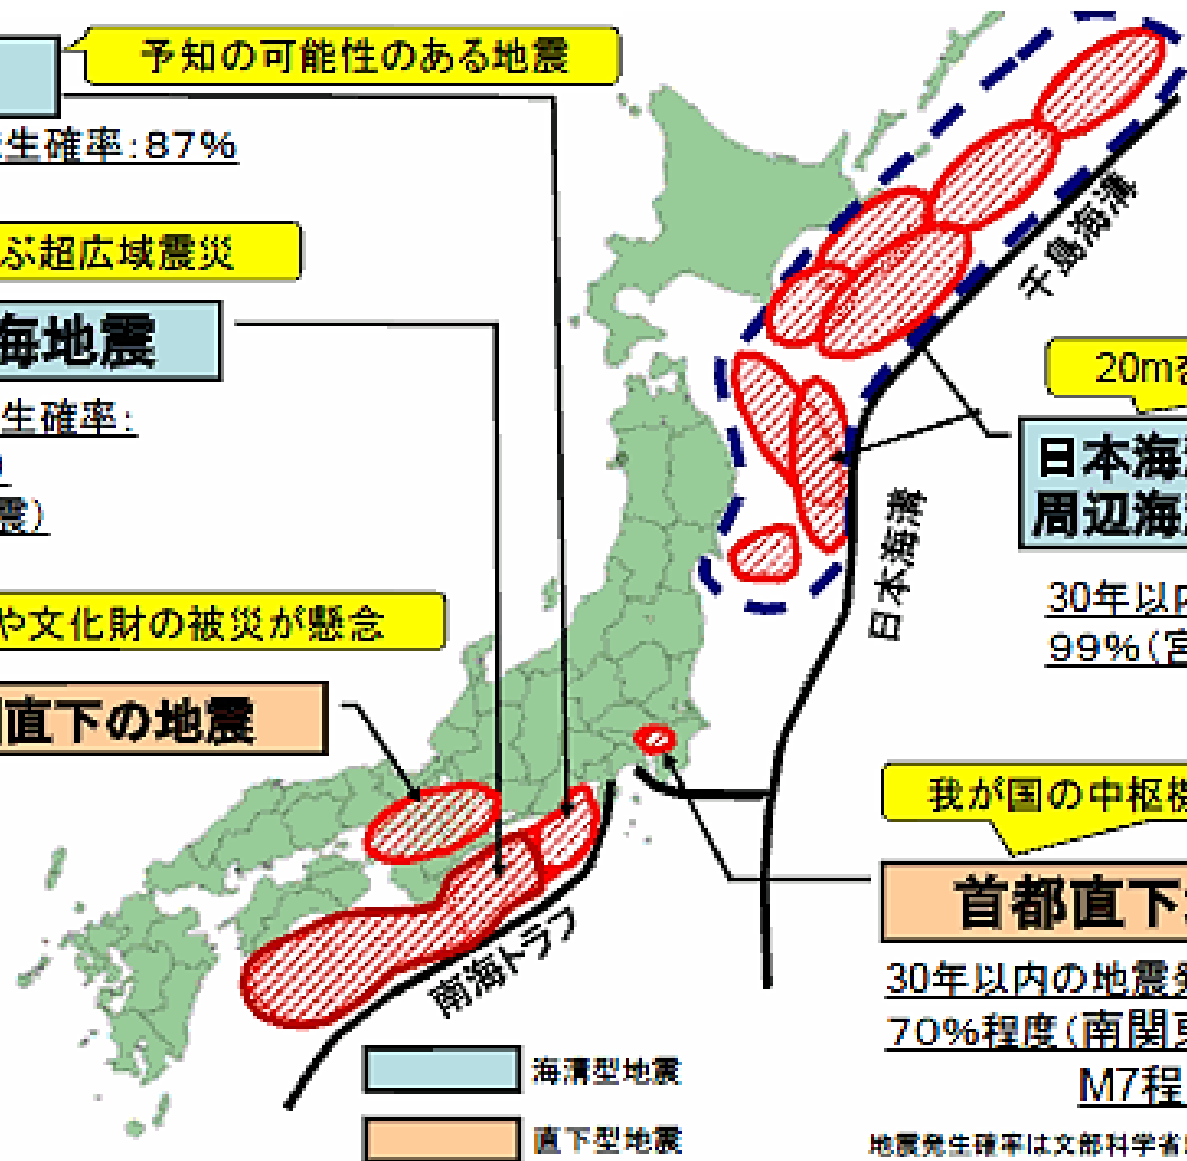 予知の可能性のある地震
生確率:87%
ぶ超広域震災
海地震
生確率:
震)
や文化財の被災が懸念
直下の地震
千島海溝
20m
日本海
周辺海
日本海溝
30年以内
99%(宮
我が国の中枢機
首都直下
30年以内の地震発
70%程度(南関東
M7程
南海トラフ
海溝型地震
直下型地震
地震発生確率は文部科学省